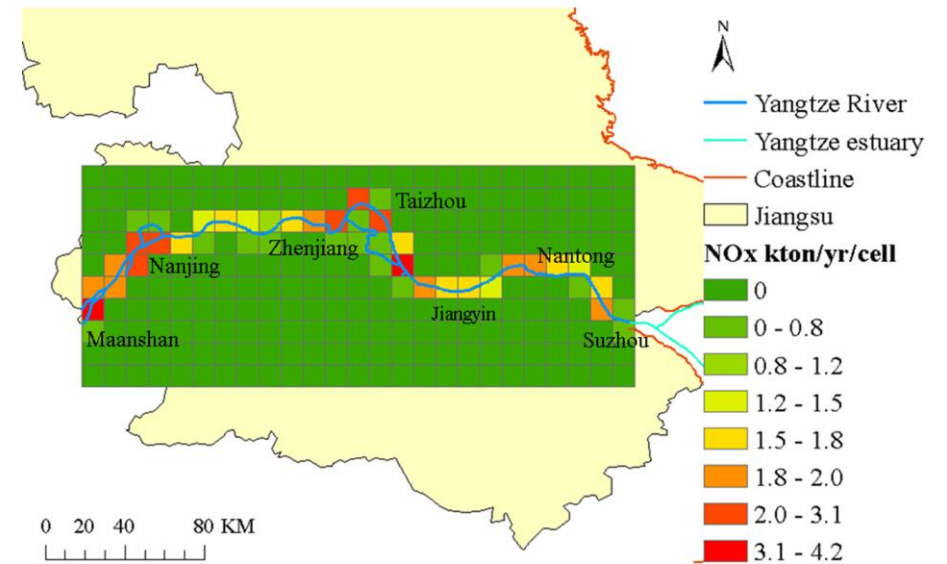 N
Yangtze River
Yangtze estuary
Coastline
Jiangsu
NOx kton/yr/cell
0
0 - 0.8
0.8 - 1.2
1.2 - 1.5
1.5 - 1.8
1.8 - 2.0
2.0 - 3.1
3.1 - 4.2
Taizhou
Zhenjiang
Nanjing
Nantong
Jiangyin
Maanshan
Suzhou
0 20 40 80 KM